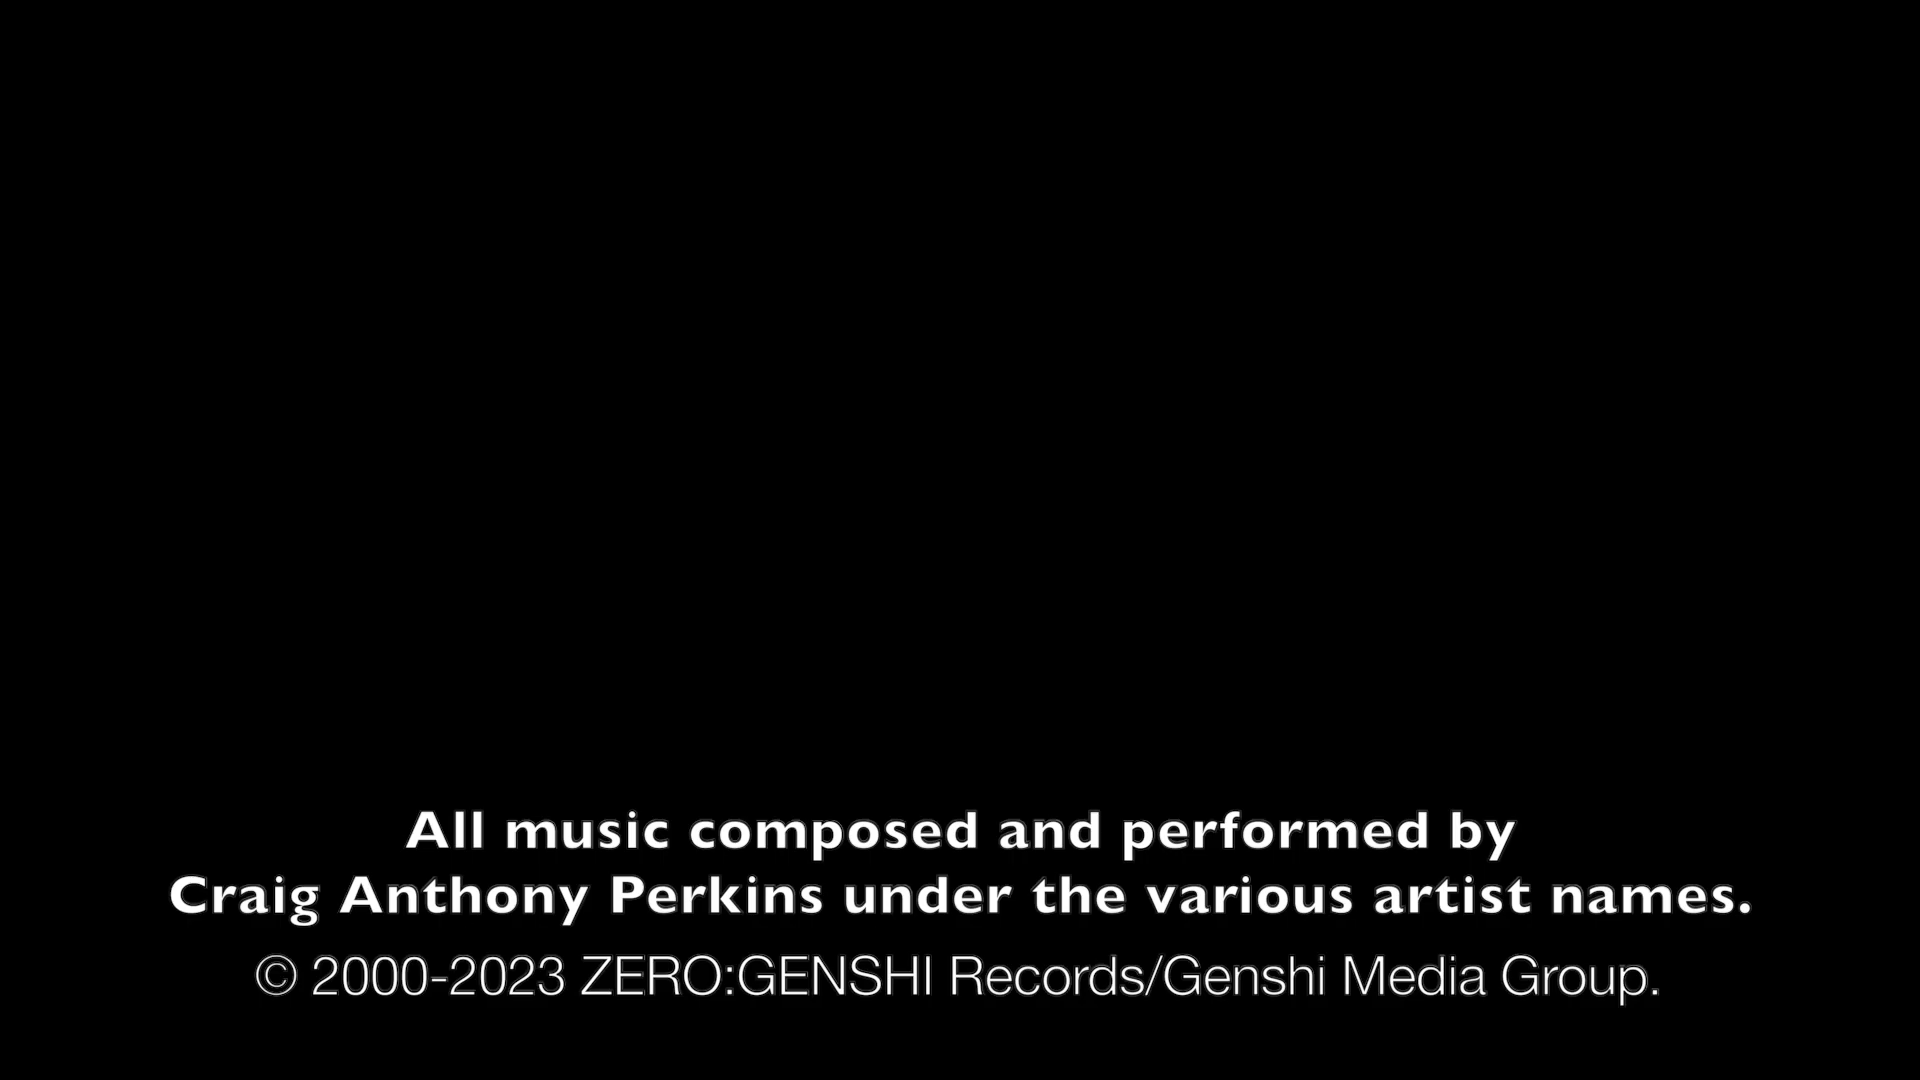 All music composed and performed by
Craig Anthony Perkins under the various artist names.
© 2000-2023 ZERO:GENSHI Records/Genshi Media Group.